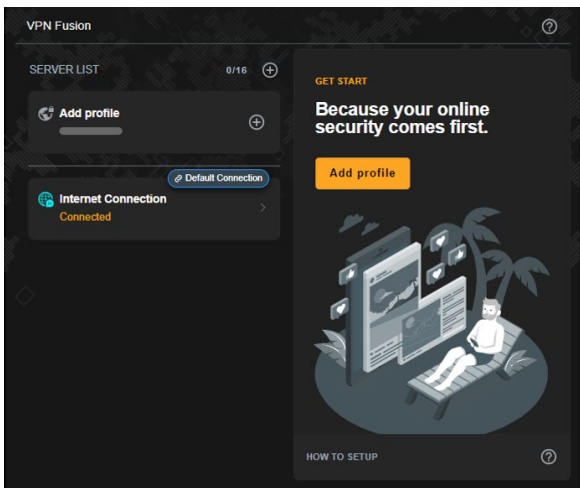 VPN Fusion
SERVER LIST 0/16
Add profile
Default Connection
Internet Connection
Connected
GET START
Because your online
security comes first.
Add profile
HOW TO SETUP